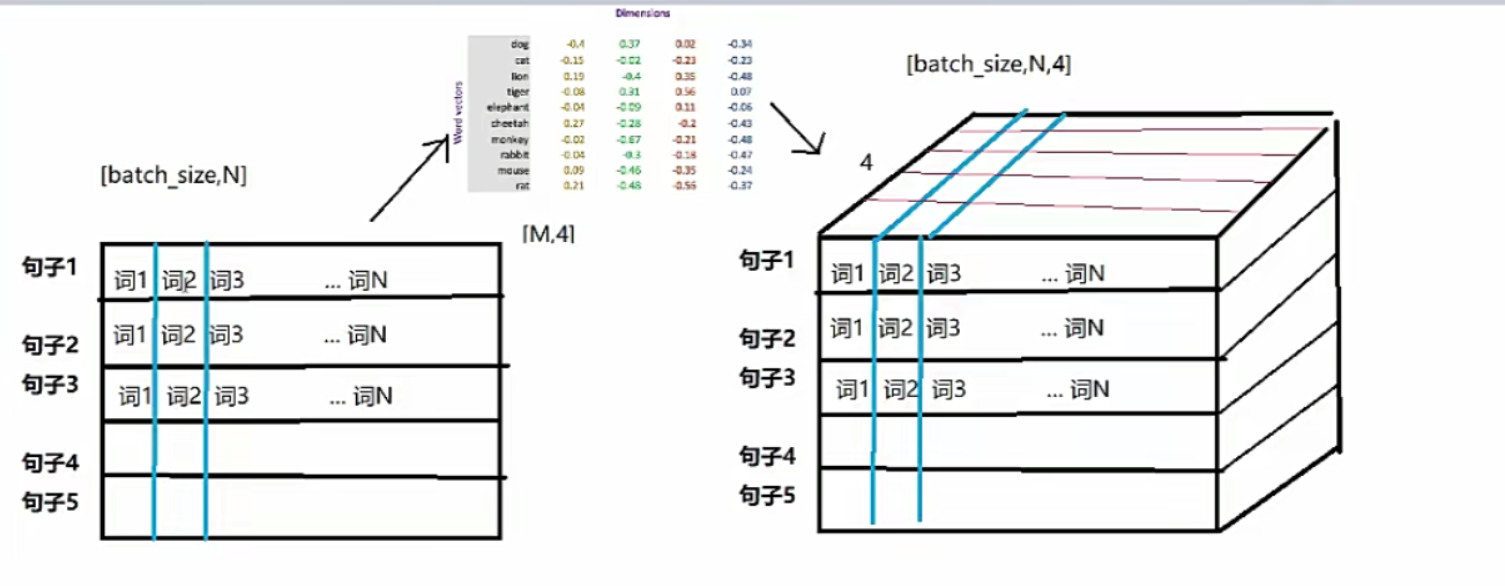 Dimensions
Word vectors
dog -0.4 0.37 0.02 -0.34
cat -0.15 -0.02 -0.23 -0.23
lion 0.19 -0.4 0.35 -0.48
tiger -0.08 0.31 0.56 0.07
elephant -0.04 -0.09 0.11 -0.06
cheetah 0.27 -0.28 -0.2 -0.43
monkey -0.02 -0.67 -0.21 -0.48
rabbit -0.04 -0.3 -0.18 -0.47
mouse 0.09 -0.46 -0.35 -0.24
rat 0.21 -0.48 -0.56 -0.37
[M,4]
[batch_size,N]
句子1 词1 词2 词3 ... 词N
句子2 词1 词2 词3 ... 词N
句子3 词1 词2 词3 ... 词N
句子4
句子5
[batch_size,N,4]
4
句子1 词1 词2 词3 ... 词N
句子2 词1 词2 词3 ... 词N
句子3 词1 词2 词3 ... 词N
句子4
句子5